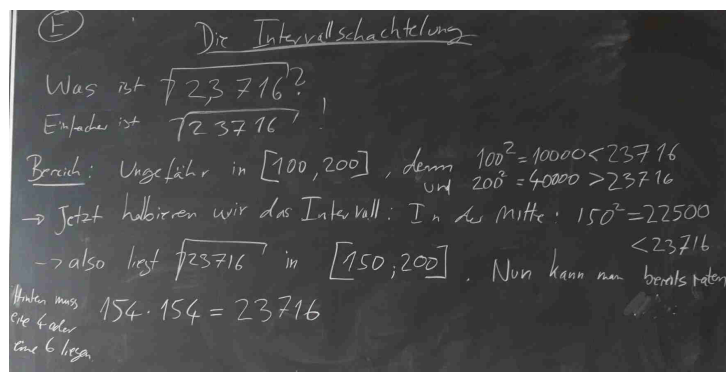 E
Die Intervallschachtelung
Was ist √2,3716?
Einfacher ist √23716!
Bereich: Ungefähr in [100, 200], denn 100² = 10000 < 23716
und 200² = 40000 > 23716
→ Jetzt halbieren wir das Intervall: In der Mitte: 150² = 22500
< 23716
→ also liegt √23716 in [150, 200]. Nun kann man bereits raten
Hinten muss
eine 4 oder
eine 6 liegen
154 · 154 = 23716